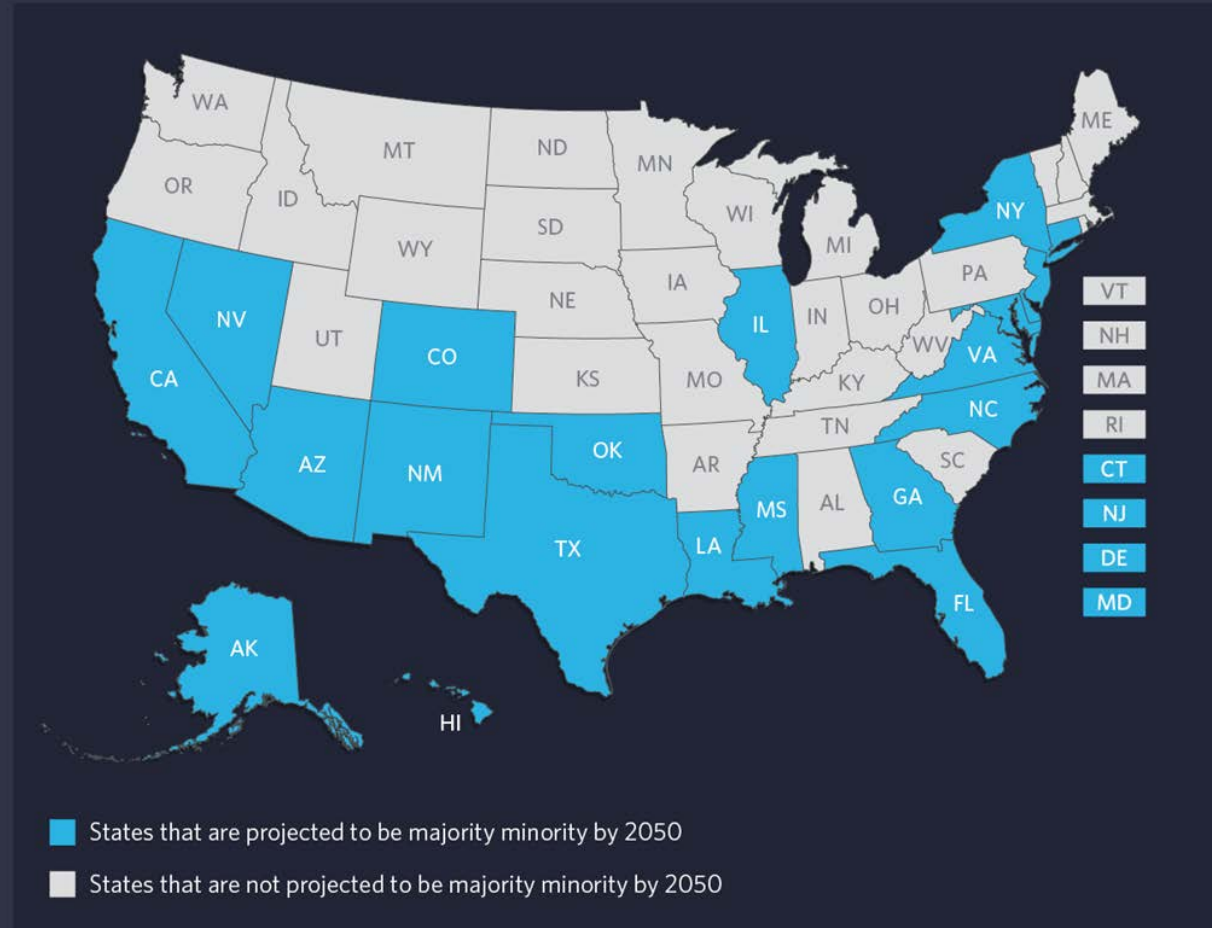 WA
MT
ND
MN
ME
OR
ID
SD
WI
NY
WY
MI
IA
PA
NE
VT
NV
UT
CO
IL
IN
OH
NH
WV
VA
CA
KS
MO
KY
MA
NC
TN
RI
AZ
NM
OK
AR
SC
CT
MS
AL
GA
NJ
TX
LA
DE
FL
MD
AK
HI
States that are projected to be majority minority by 2050
States that are not projected to be majority minority by 2050